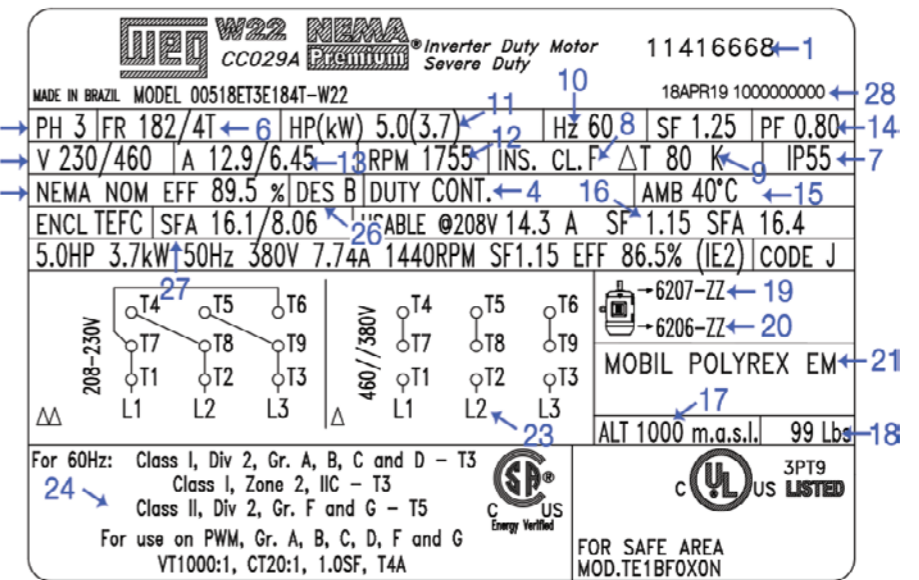 WEG W22 NEMA
CC029A Premium ® Inverter Duty Motor
Severe Duty
11416668 1
MADE IN BRAZIL MODEL 00518ET3E184T-W22
18APR19 1000000000 28
10 11
PH 3 FR 182/4T 6 HP(kW) 5.0(3.7) Hz 60 SF 1.25 PF 0.80 14
12 8
V 230/460 A 12.9/6.45 13 RPM 1755 INS. CL.F ΔT 80 K 9 IP55 7
NEMA NOM EFF 89.5 % DES B DUTY CONT. 4 16 AMB 40°C 15
ENCL TEFC SFA 16.1/8.06 26 USABLE @208V 14.3 A SF 1.15 SFA 16.4
5.0HP 3.7kW 50Hz 380V 7.74A 1440RPM SF1.15 EFF 86.5% (IE2) CODE J
27
208-230V
T4 T5 T6
T7 T8 T9
T1 T2 T3
L1 L2 L3
ΔΔ
460//380V
T4 T5 T6
T7 T8 T9
T1 T2 T3
L1 L2 L3
Δ
23
6207-ZZ 19
6206-ZZ 20
MOBIL POLYREX EM 21
17
ALT 1000 m.a.s.l. 99 Lbs 18
For 60Hz: Class I, Div 2, Gr. A, B, C and D - T3
24 Class I, Zone 2, IIC - T3
Class II, Div 2, Gr. F and G - T5
For use on PWM, Gr. A, B, C, D, F and G
VT1000:1, CT20:1, 1.0SF, T4A
SA ®
C US
Energy Verified
C UL US ® 3PT9
LISTED
FOR SAFE AREA
MOD.TE1BFOXON